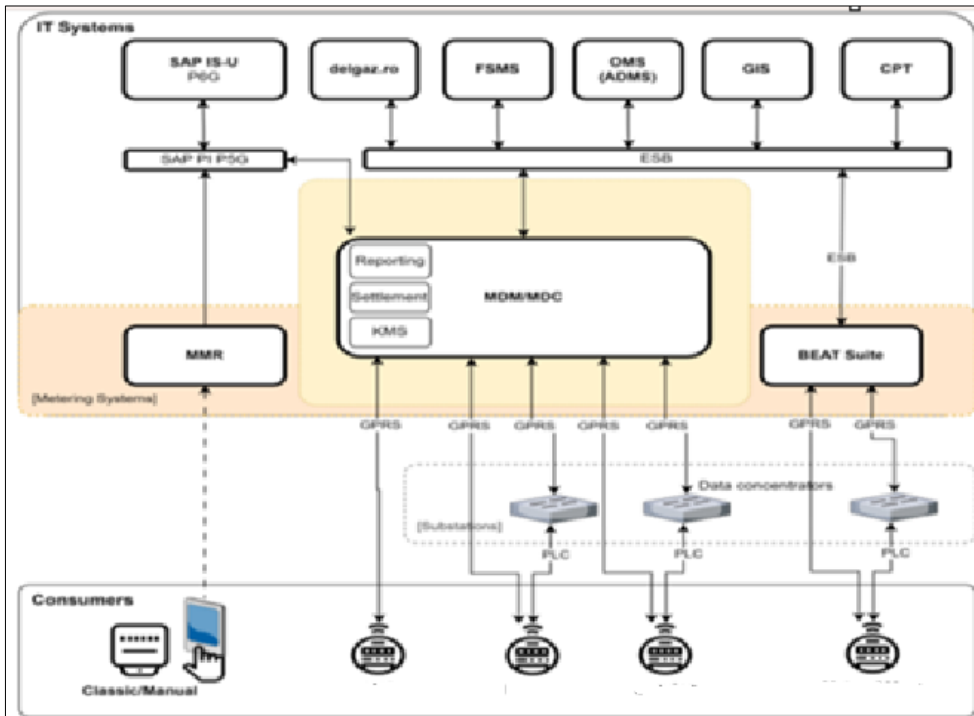 IT Systems
SAP IS-U
P6G
delgaz.ro
FSMS
OMS
(ADMS)
GIS
CPT
SAP PI P5G
ESB
Reporting
Settlement
KMS
MDM/MDC
ESB
MMR
BEAT Suite
[Metering Systems]
GPRS
GPRS
GPRS
GPRS
GPRS
GPRS
GPRS
Data concentrators
[Substations]
PLC
PLC
PLC
Consumers
Classic/Manual